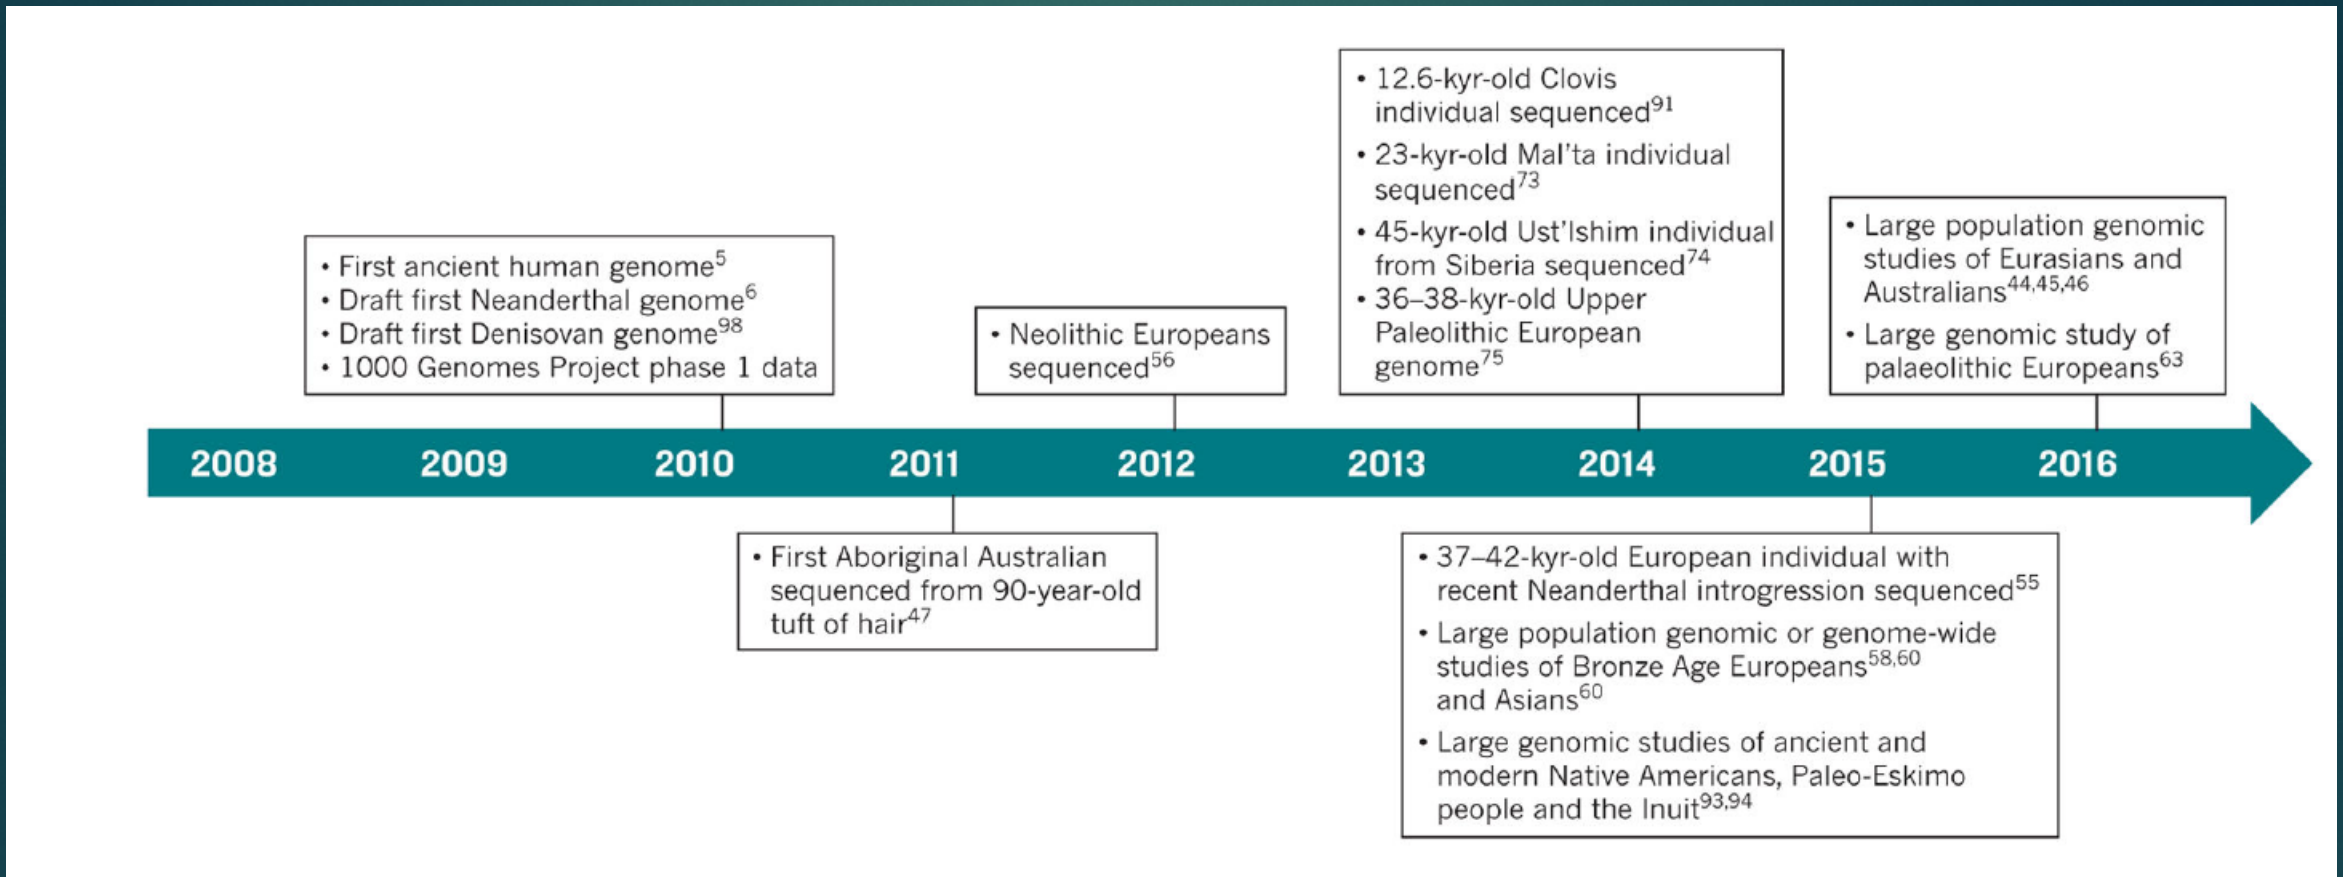 • 12.6-kyr-old Clovis
individual sequenced91
• 23-kyr-old Mal'ta individual
sequenced73
• 45-kyr-old Ust'Ishim individual
from Siberia sequenced74
• 36–38-kyr-old Upper
Paleolithic European
genome75
• Large population genomic
studies of Eurasians and
Australians44,45,46
• Large genomic study of
palaeolithic Europeans63
• First ancient human genome5
• Draft first Neanderthal genome6
• Draft first Denisovan genome98
• 1000 Genomes Project phase 1 data
• Neolithic Europeans
sequenced56
2008 2009 2010 2011 2012 2013 2014 2015 2016
• First Aboriginal Australian
sequenced from 90-year-old
tuft of hair47
• 37–42-kyr-old European individual with
recent Neanderthal introgression sequenced55
• Large population genomic or genome-wide
studies of Bronze Age Europeans58,60
and Asians60
• Large genomic studies of ancient and
modern Native Americans, Paleo-Eskimo
people and the Inuit93,94